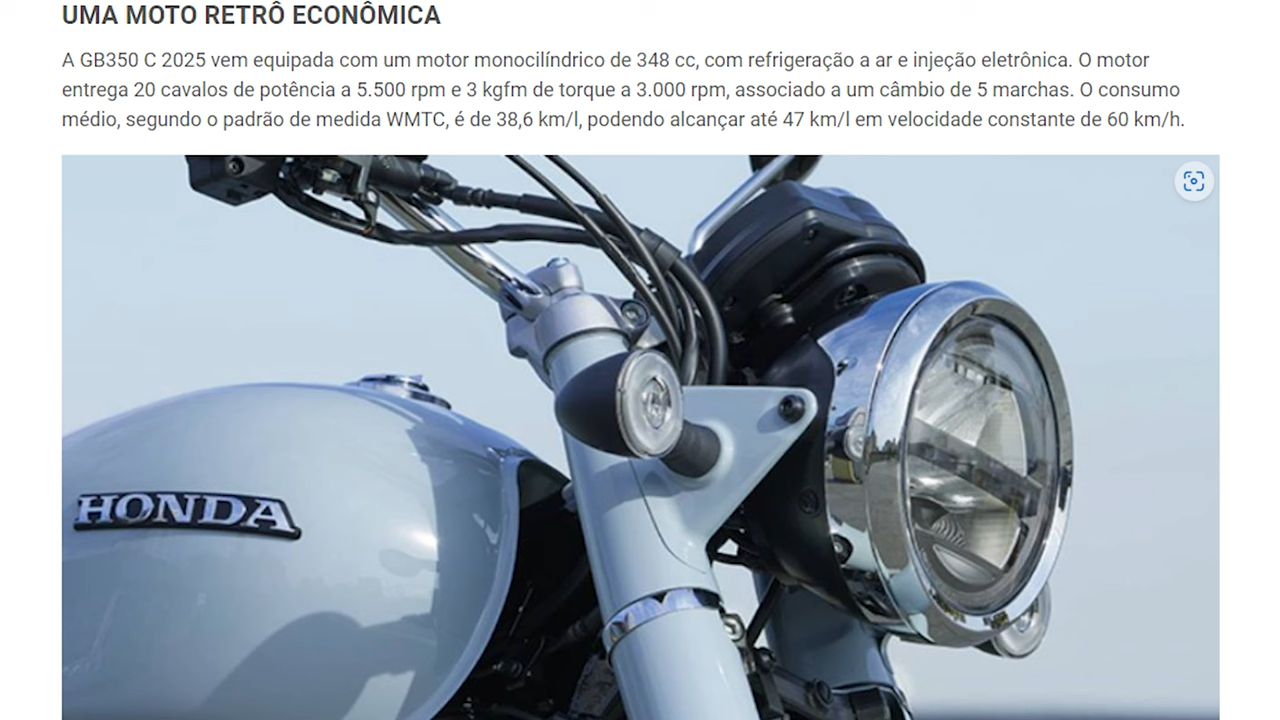 UMA MOTO RETRÔ ECONÔMICA
A GB350 C 2025 vem equipada com um motor monocilíndrico de 348 cc, com refrigeração a ar e injeção eletrônica. O motor
entrega 20 cavalos de potência a 5.500 rpm e 3 kgfm de torque a 3.000 rpm, associado a um câmbio de 5 marchas. O consumo
médio, segundo o padrão de medida WMTC, é de 38,6 km/l, podendo alcançar até 47 km/l em velocidade constante de 60 km/h.
HONDA